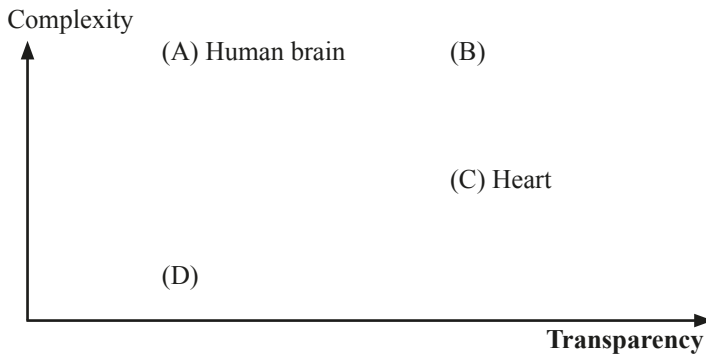 Complexity
(A) Human brain (B)
(C) Heart
(D)
Transparency